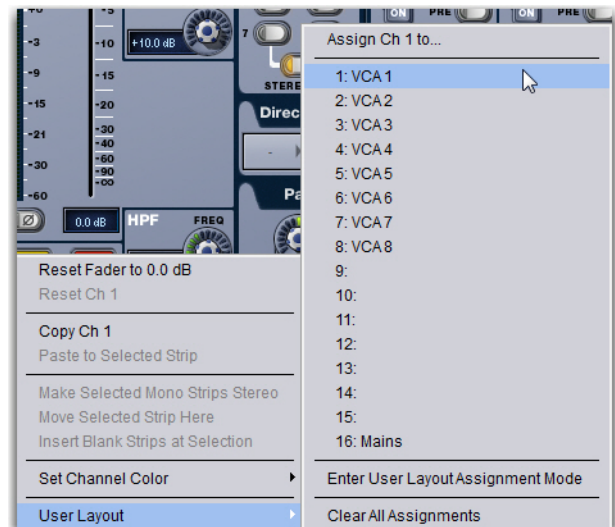 -5
ON
PRE
ON
PRE
-3
-10
+10.0 dB
7
-9
-15
STERE
-15
-20
Direc
-21
-30
-40
-
-30
-60
-90
-60
-oo
Pa
Ø
0.0 dB
HPF
FREQ
Reset Fader to 0.0 dB
Reset Ch 1
Copy Ch 1
Paste to Selected Strip
Make Selected Mono Strips Stereo
Move Selected Strip Here
Insert Blank Strips at Selection
Set Channel Color
User Layout
Assign Ch 1 to...
1: VCA 1
2: VCA 2
3: VCA 3
4: VCA 4
5: VCA 5
6: VCA 6
7: VCA 7
8: VCA 8
9:
10:
11:
12:
13:
14:
15:
16: Mains
Enter User Layout Assignment Mode
Clear All Assignments